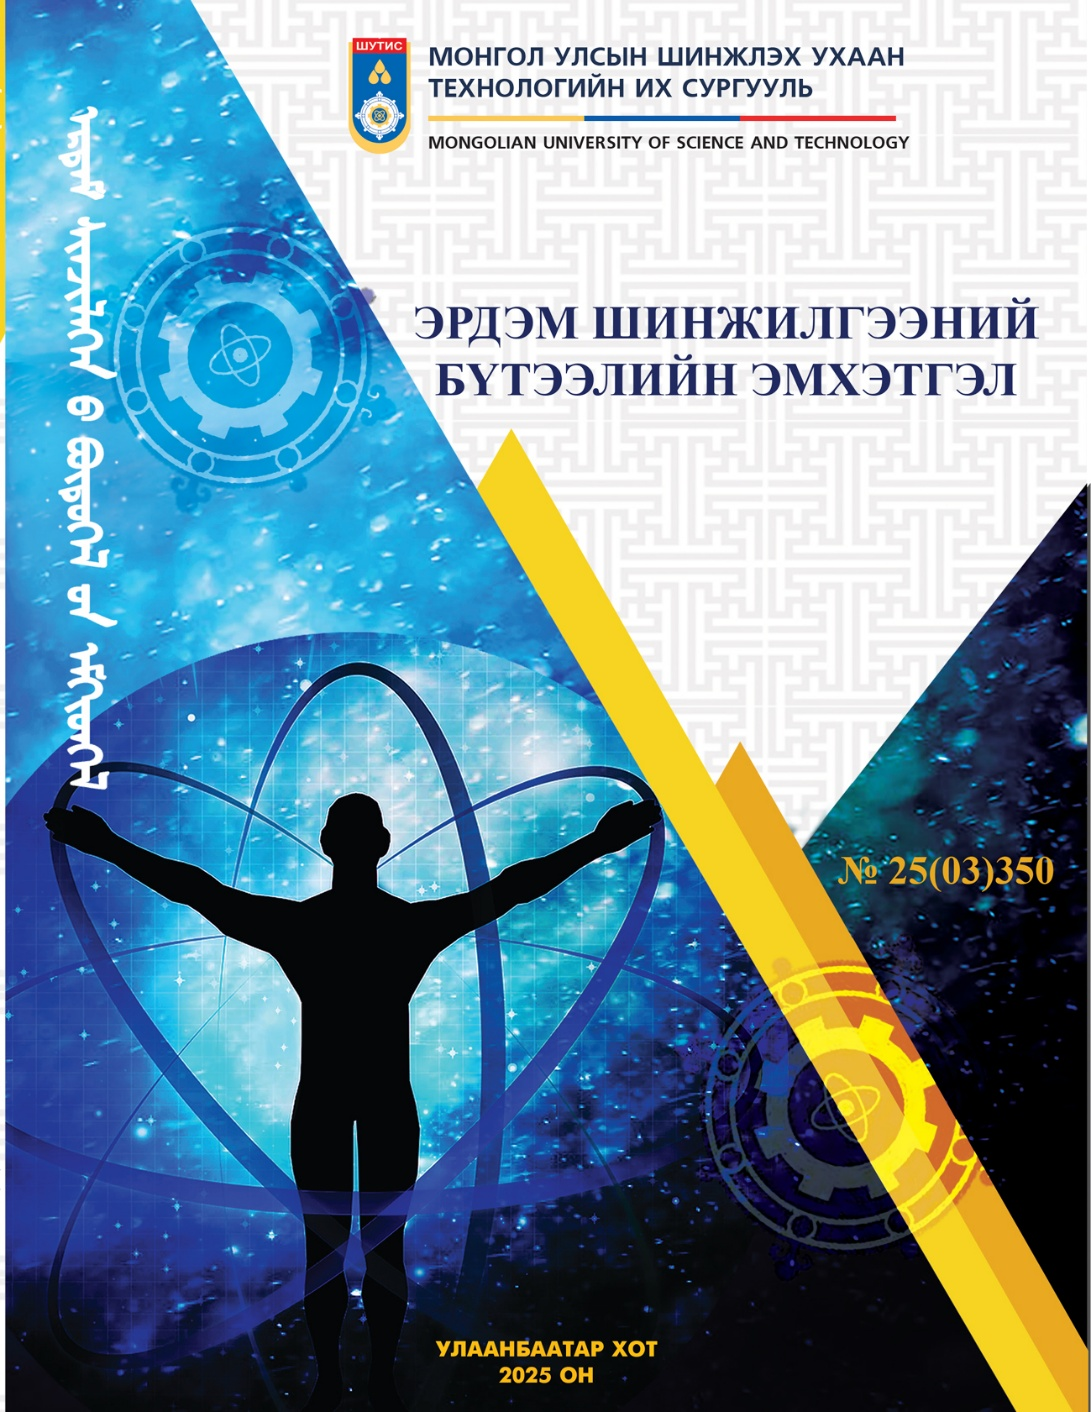 ШУТИС
МОНГОЛ УЛСЫН ШИНЖЛЭХ УХААН
ТЕХНОЛОГИЙН ИХ СУРГУУЛЬ
MONGOLIAN UNIVERSITY OF SCIENCE AND TECHNOLOGY
ЭРДЭМ ШИНЖИЛГЭЭНИЙ
БҮТЭЭЛИЙН ЭМХЭТГЭЛ
№ 25(03)350
УЛААНБААТАР ХОТ
2025 ОН